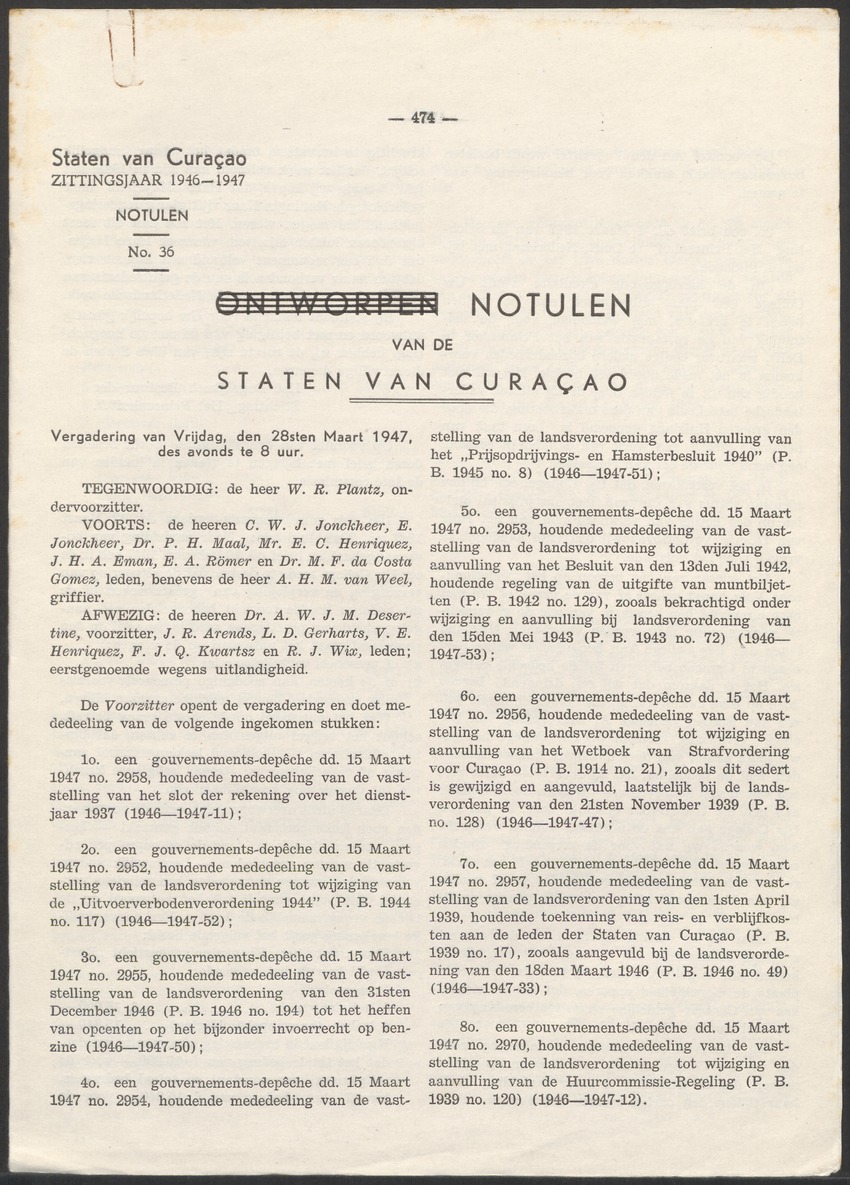 — 474 —
Staten van Curaçao
ZITTINGSJAAR 1946—1947
NOTULEN
No. 36
ONTWORPEN NOTULEN
VAN DE
STATEN VAN CURAÇAO
Vergadering van Vrijdag, den 28sten Maart 1947,
des avonds te 8 uur.
TEGENWOORDIG: de heer W. R. Plantz, on-
dervoorzitter.
VOORTS: de heeren C. W. J. Jonckheer, E.
Jonckheer, Dr. P. H. Maal, Mr. E. C. Henriquez,
J. H. A. Eman, E. A. Römer en Dr. M. F. da Costa
Gomez, leden, benevens de heer A. H. M. van Weel,
griffier.
AFWEZIG: de heeren Dr. A. W. J. M. Deser-
tine, voorzitter, J. R. Arends, L. D. Gerharts, V. E.
Henriquez, F. J. Q. Kwartsz en R. J. Wix, leden;
eerstgenoemde wegens uitlandigheid.
De Voorzitter opent de vergadering en doet me-
dedeeling van de volgende ingekomen stukken:
1o. een gouvernements-depêche dd. 15 Maart
1947 no. 2958, houdende mededeeling van de vast-
stelling van het slot der rekening over het dienst-
jaar 1937 (1946—1947-11);
2o. een gouvernements-depêche dd. 15 Maart
1947 no. 2952, houdende mededeeling van de vast-
stelling van de landsverordening tot wijziging van
de „Uitvoerverbodenverordening 1944” (P. B. 1944
no. 117) (1946—1947-52);
3o. een gouvernements-depêche dd. 15 Maart
1947 no. 2955, houdende mededeeling van de vast-
stelling van de landsverordening van den 31sten
December 1946 (P. B. 1946 no. 194) tot het heffen
van opcenten op het bijzonder invoerrecht op ben-
zine (1946—1947-50);
4o. een gouvernements-depêche dd. 15 Maart
1947 no. 2954, houdende mededeeling van de vast-
stelling van de landsverordening tot aanvulling van
het „Prijsopdrijvings- en Hamsterbesluit 1940” (P.
B. 1945 no. 8) (1946—1947-51);
5o. een gouvernements-depêche dd. 15 Maart
1947 no. 2953, houdende mededeeling van de vast-
stelling van de landsverordening tot wijziging en
aanvulling van het Besluit van den 13den Juli 1942,
houdende regeling van de uitgifte van muntbiljet-
ten (P. B. 1942 no. 129), zooals bekrachtigd onder
wijziging en aanvulling bij landsverordening van
den 15den Mei 1943 (P. B. 1943 no. 72) (1946—
1947-53);
6o. een gouvernements-depêche dd. 15 Maart
1947 no. 2956, houdende mededeeling van de vast-
stelling van de landsverordening tot wijziging en
aanvulling van het Wetboek van Strafvordering
voor Curaçao (P. B. 1914 no. 21), zooals dit sedert
is gewijzigd en aangevuld, laatstelijk bij de lands-
verordening van den 21sten November 1939 (P. B.
no. 128) (1946—1947-47);
7o. een gouvernements-depêche dd. 15 Maart
1947 no. 2957, houdende mededeeling van de vast-
stelling van de landsverordening van den 1sten April
1939, houdende toekenning van reis- en verblijfkos-
ten aan de leden der Staten van Curaçao (P. B.
1939 no. 17), zooals aangevuld bij de landsverorde-
ning van den 18den Maart 1946 (P. B. 1946 no. 49)
(1946—1947-33);
8o. een gouvernements-depêche dd. 15 Maart
1947 no. 2970, houdende mededeeling van de vast-
stelling van de landsverordening tot wijziging en
aanvulling van de Huurcommissie-Regeling (P. B.
1939 no. 120) (1946—1947-12).